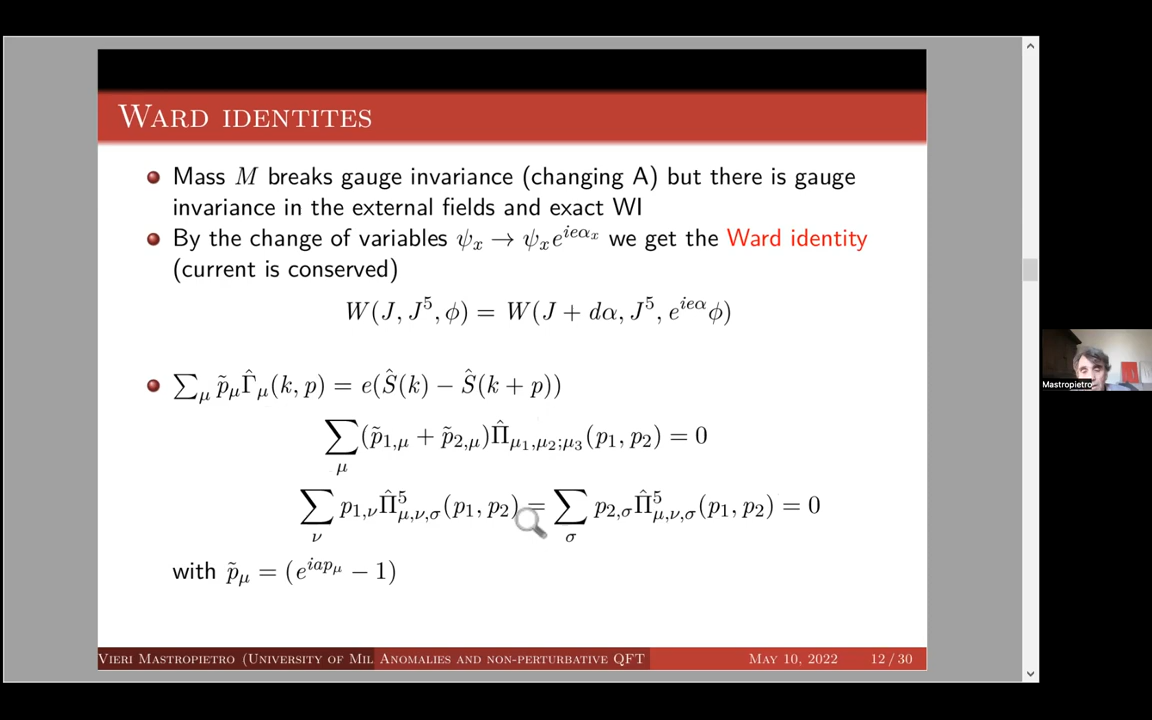 WARD IDENTITES
Mass M breaks gauge invariance (changing A) but there is gauge
invariance in the external fields and exact WI
By the change of variables ψ_x → ψ_x e^{ieα_x} we get the Ward identity
(current is conserved)
W(J, J^5, ϕ) = W(J + dα, J^5, e^{ieα}ϕ)
∑_μ p̃_μ Γ̂_μ(k, p) = e(Ŝ(k) − Ŝ(k + p))
∑_μ (p̃_{1,μ} + p̃_{2,μ}) Π̂_{μ_1,μ_2;μ_3}(p_1, p_2) = 0
∑_ν p_{1,ν} Π̂^5_{μ,ν,σ}(p_1, p_2) = ∑_σ p_{2,σ} Π̂^5_{μ,ν,σ}(p_1, p_2) = 0
with p̃_μ = (e^{iap_μ} − 1)
Mastropietro
VIERI MASTROPIETRO (UNIVERSITY OF MIL ANOMALIES AND NON-PERTURBATIVE QFT MAY 10, 2022 12 / 30